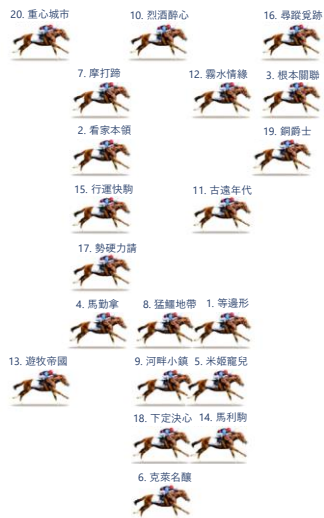 20. 重心城市 10. 烈酒醉心 16. 尋蹤覓跡
7. 摩打蹄 12. 霧水情緣 3. 根本關聯
2. 看家本領 19. 銅爵士
15. 行運快駒 11. 古遠年代
17. 勢硬力請
4. 馬勤拿 8. 猛鱷地帶 1. 等邊形
13. 遊牧帝國 9. 河畔小鎮 5. 米姬寵兒
18. 下定決心 14. 馬利駒
6. 克萊名釀